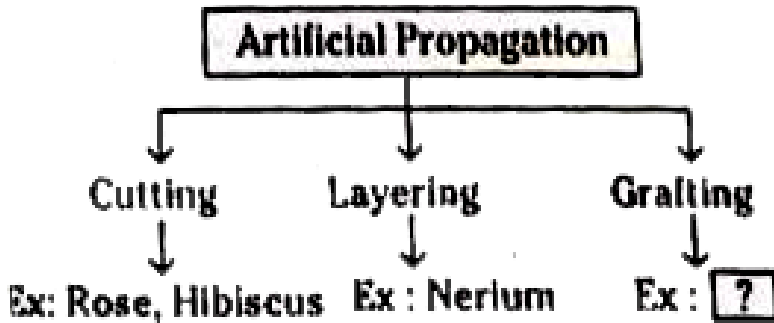 Artificial Propagation
Cutting Layering Grafting
Ex: Rose, Hibiscus Ex : Nerium Ex : ?